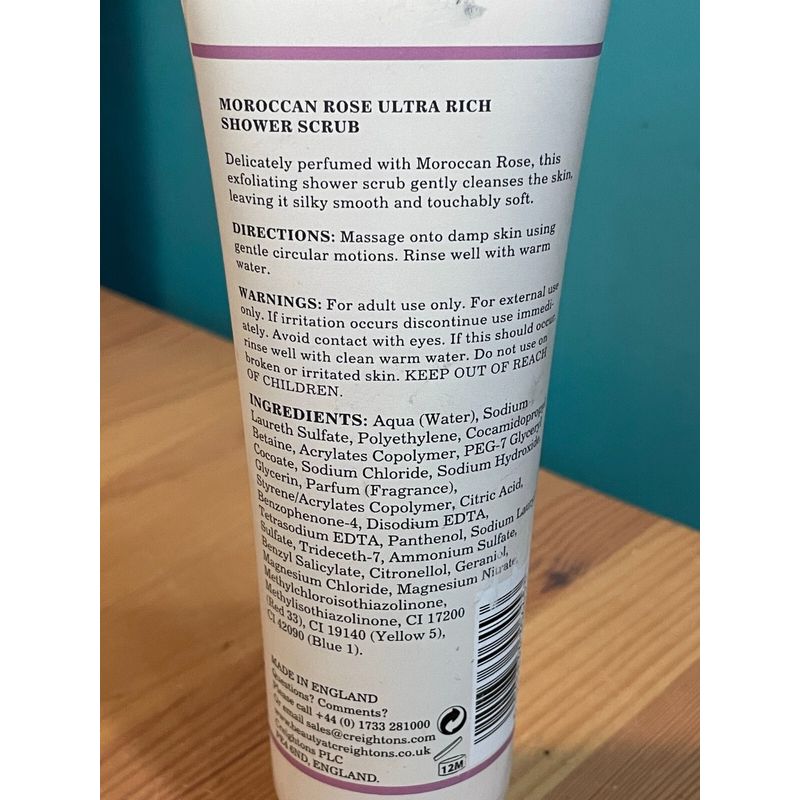 MOROCCAN ROSE ULTRA RICH
SHOWER SCRUB
Delicately perfumed with Moroccan Rose, this
exfoliating shower scrub gently cleanses the skin,
leaving it silky smooth and touchably soft.
DIRECTIONS: Massage onto damp skin using
gentle circular motions. Rinse well with warm
water.
WARNINGS: For adult use only. For external use
only. If irritation occurs discontinue use immedi-
ately. Avoid contact with eyes. If this should occur,
rinse well with clean warm water. Do not use on
broken or irritated skin. KEEP OUT OF REACH
OF CHILDREN.
INGREDIENTS: Aqua (Water), Sodium
Laureth Sulfate, Polyethylene, Cocamidopropyl
Betaine, Acrylates Copolymer, PEG-7 Glyceryl
Cocoate, Sodium Chloride, Sodium Hydroxide,
Glycerin, Parfum (Fragrance),
Styrene/Acrylates Copolymer, Citric Acid,
Benzophenone-4, Disodium EDTA,
Tetrasodium EDTA, Panthenol, Sodium
Sulfate, Trideceth-7, Ammonium Sulfate,
Benzyl Salicylate, Citronellol, Geraniol,
Magnesium Chloride, Magnesium Nitrate,
Methylchloroisothiazolinone,
Methylisothiazolinone, CI 17200
(Red 33), CI 19140 (Yellow 5),
CI 42090 (Blue 1).
MADE IN ENGLAND
Questions? Comments?
Please call +44 (0) 1733 281000
or email sales@creightons.com
www.beautyatcreightons.co.uk
Creightons PLC
PE4 6ND, ENGLAND.
12M